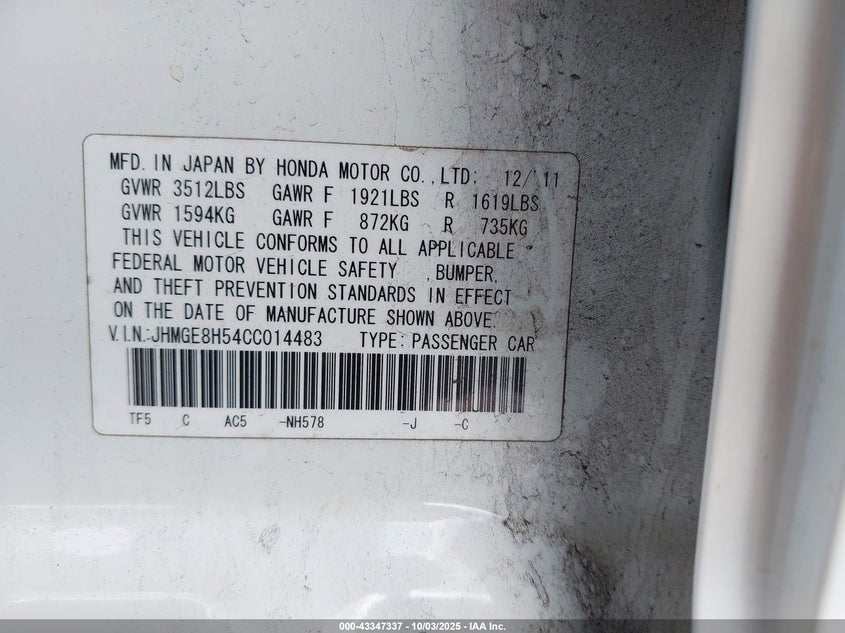 MFD. IN JAPAN BY HONDA MOTOR CO.,LTD: 12/'11
GVWR 3512LBS GAWR F 1921LBS R 1619LBS
GVWR 1594KG GAWR F 872KG R 735KG
THIS VEHICLE CONFORMS TO ALL APPLICABLE
FEDERAL MOTOR VEHICLE SAFETY ,BUMPER,
AND THEFT PREVENTION STANDARDS IN EFFECT
ON THE DATE OF MANUFACTURE SHOWN ABOVE.
V.I.N.:JHMGE8H54CC014483 TYPE: PASSENGER CAR
TF5 C AC5 -NH578 -J -C
000-43347337 - 10/03/2025 - IAA Inc.